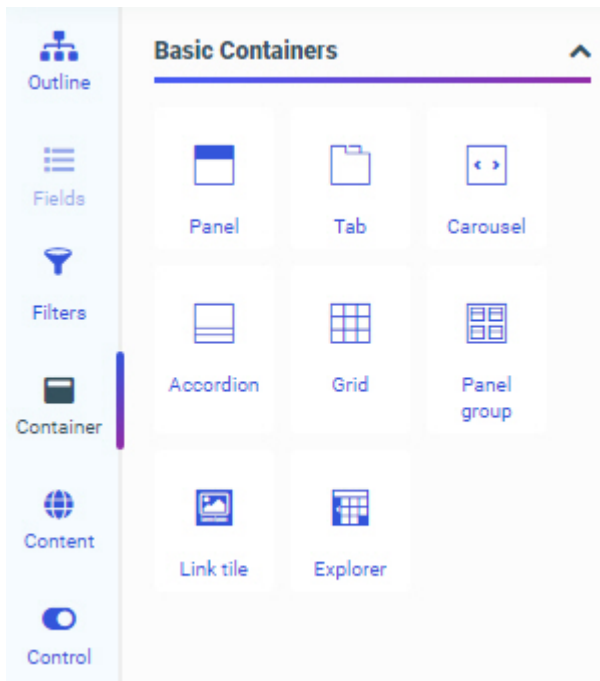 Outline
Fields
Filters
Container
Content
Control
Basic Containers
Panel
Tab
Carousel
Accordion
Grid
Panel
group
Link tile
Explorer